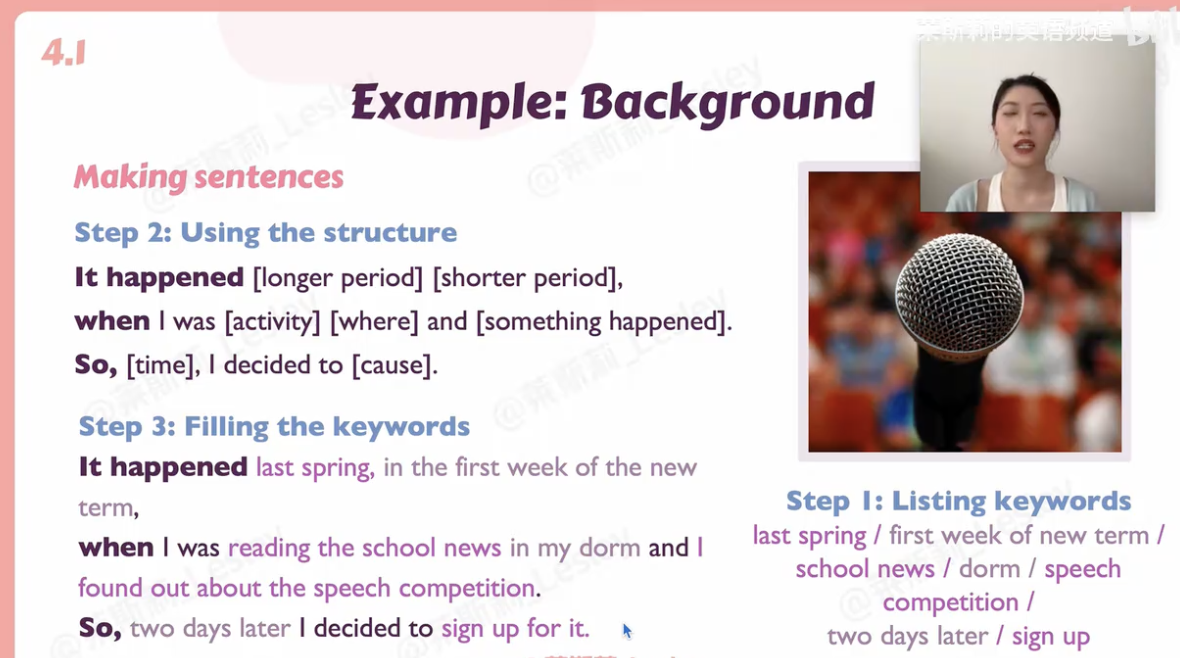 莱斯莉的英语频道
4.1
Example: Background
Making sentences
Step 2: Using the structure
It happened [longer period] [shorter period],
when I was [activity] [where] and [something happened].
So, [time], I decided to [cause].
Step 3: Filling the keywords
It happened last spring, in the first week of the new
term,
when I was reading the school news in my dorm and I
found out about the speech competition.
So, two days later I decided to sign up for it.
Step 1: Listing keywords
last spring / first week of new term /
school news / dorm / speech
competition /
two days later / sign up
@莱斯莉_Lesley